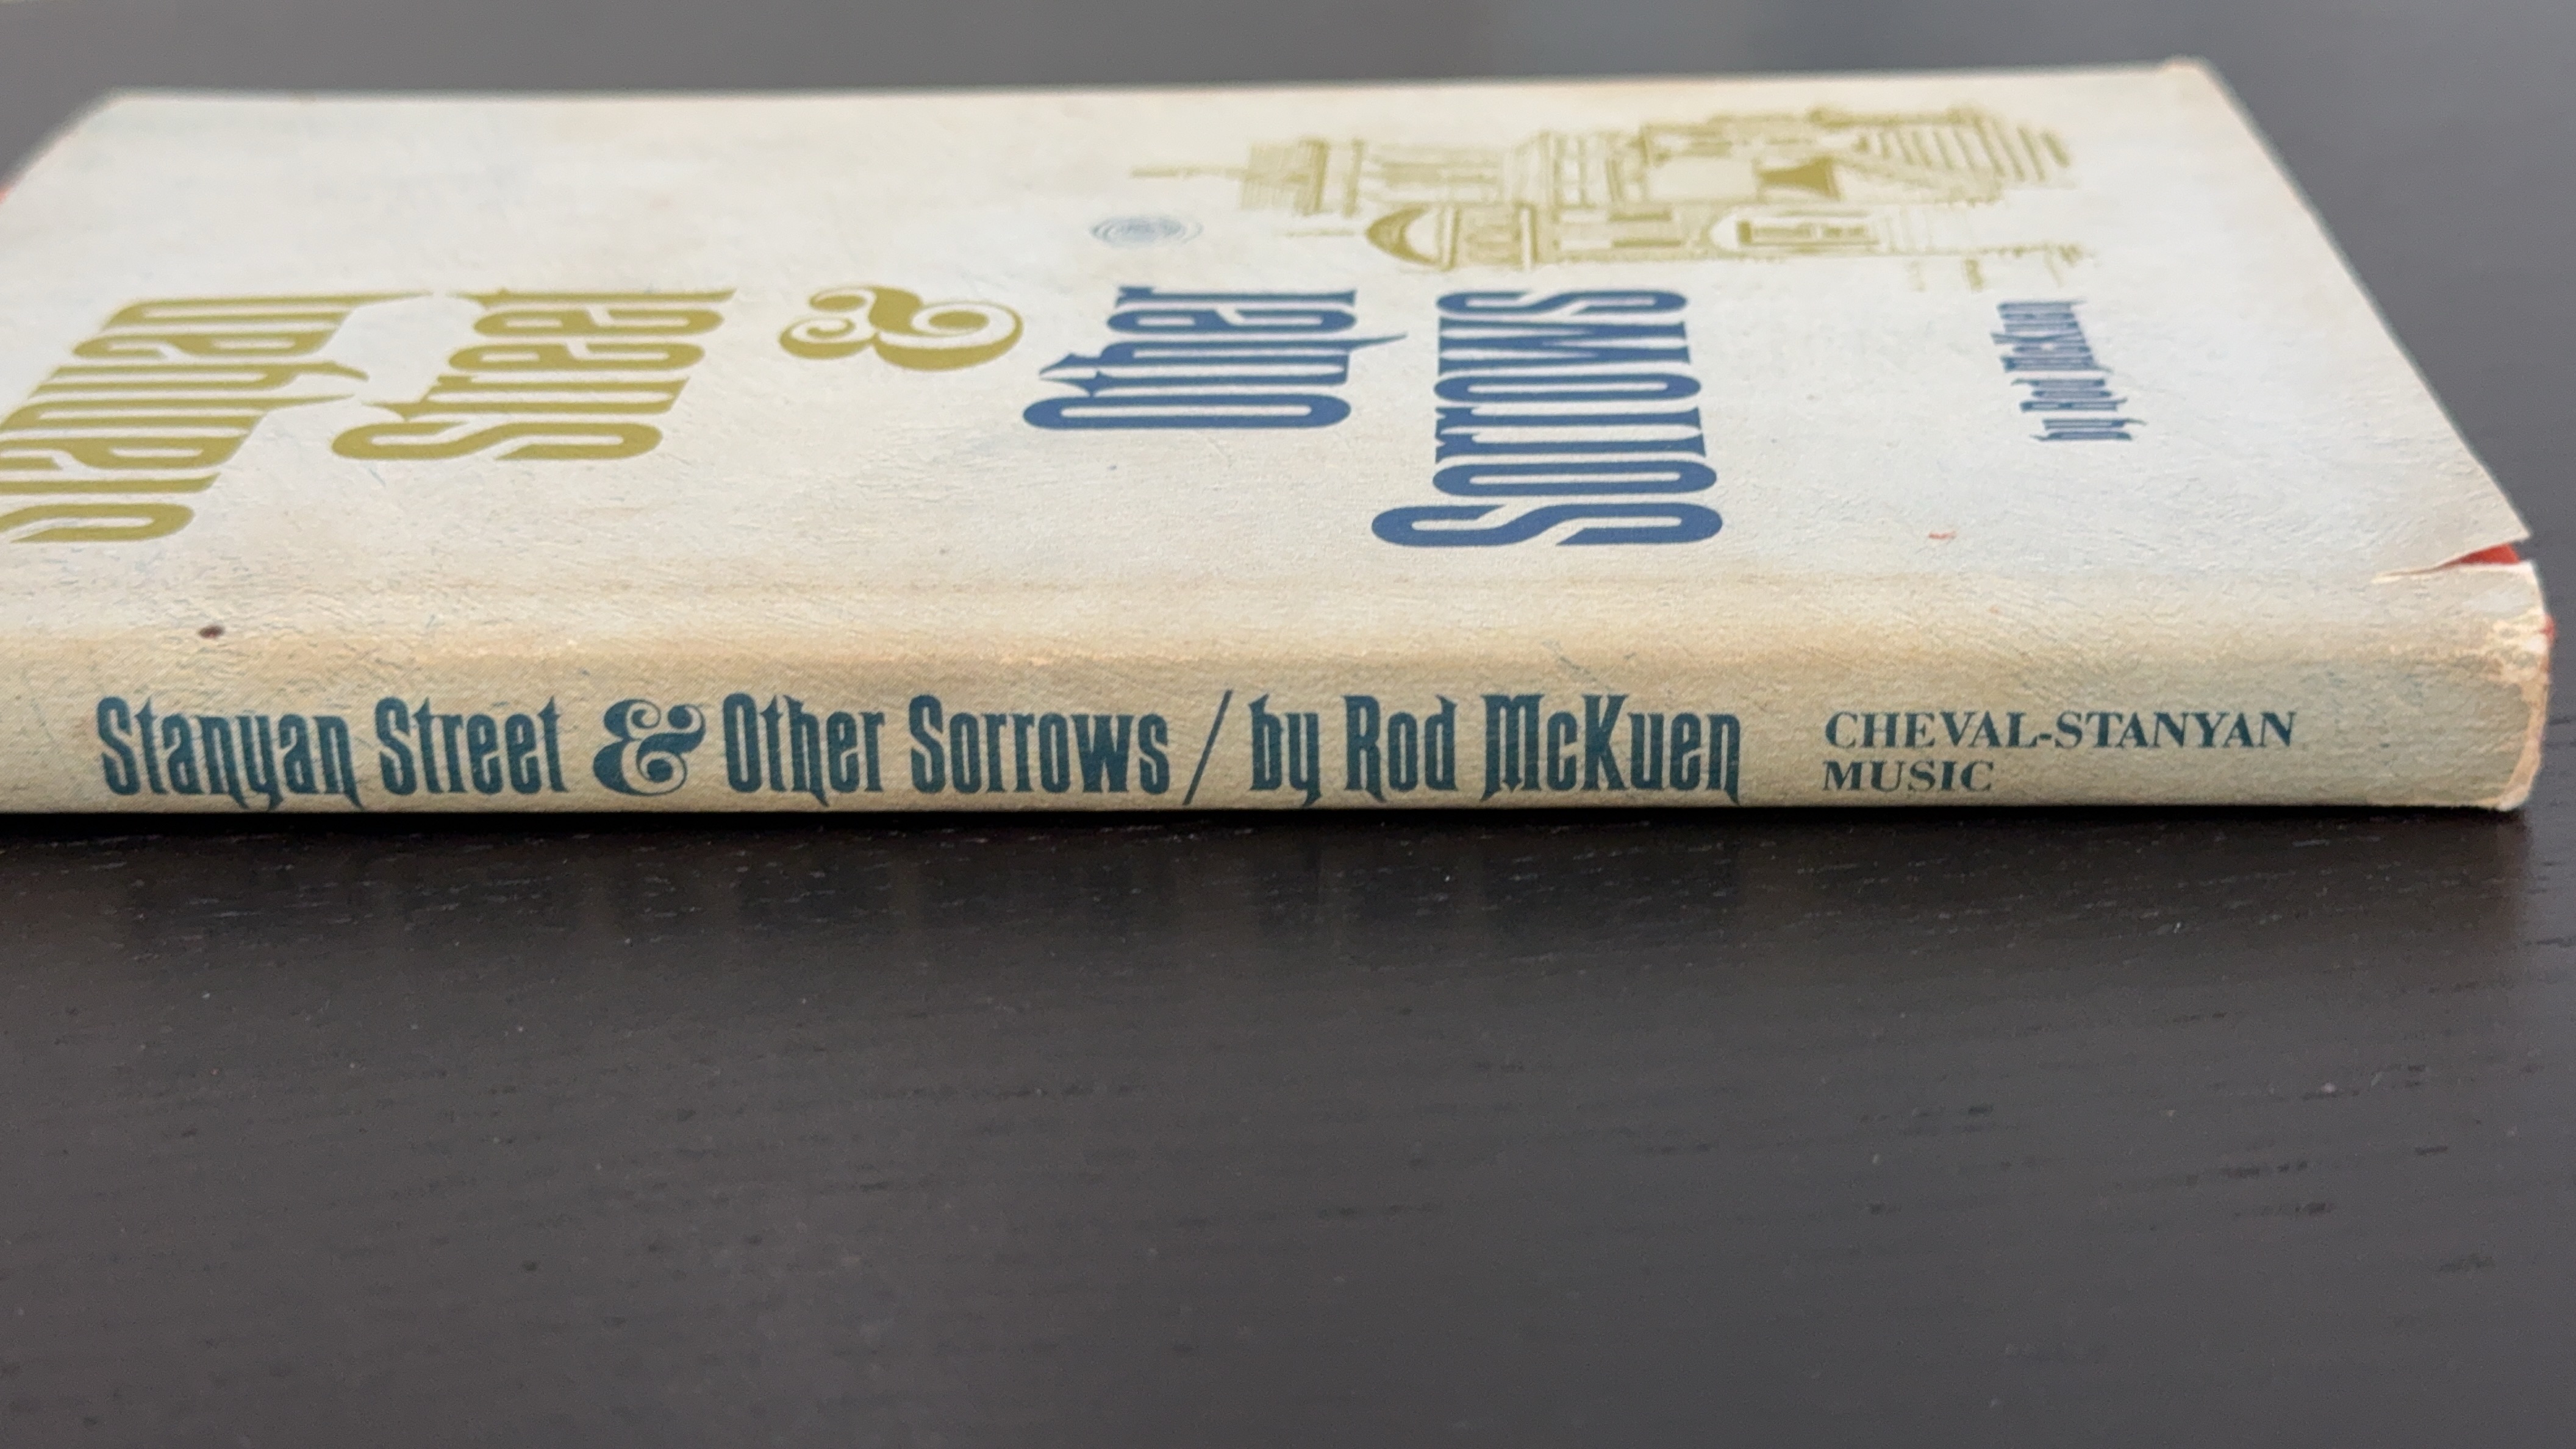 Stanyan
Street
&
Other
Sorrows
by Rod McKuen
Stanyan Street & Other Sorrows / by Rod McKuen
CHEVAL-STANYAN
MUSIC